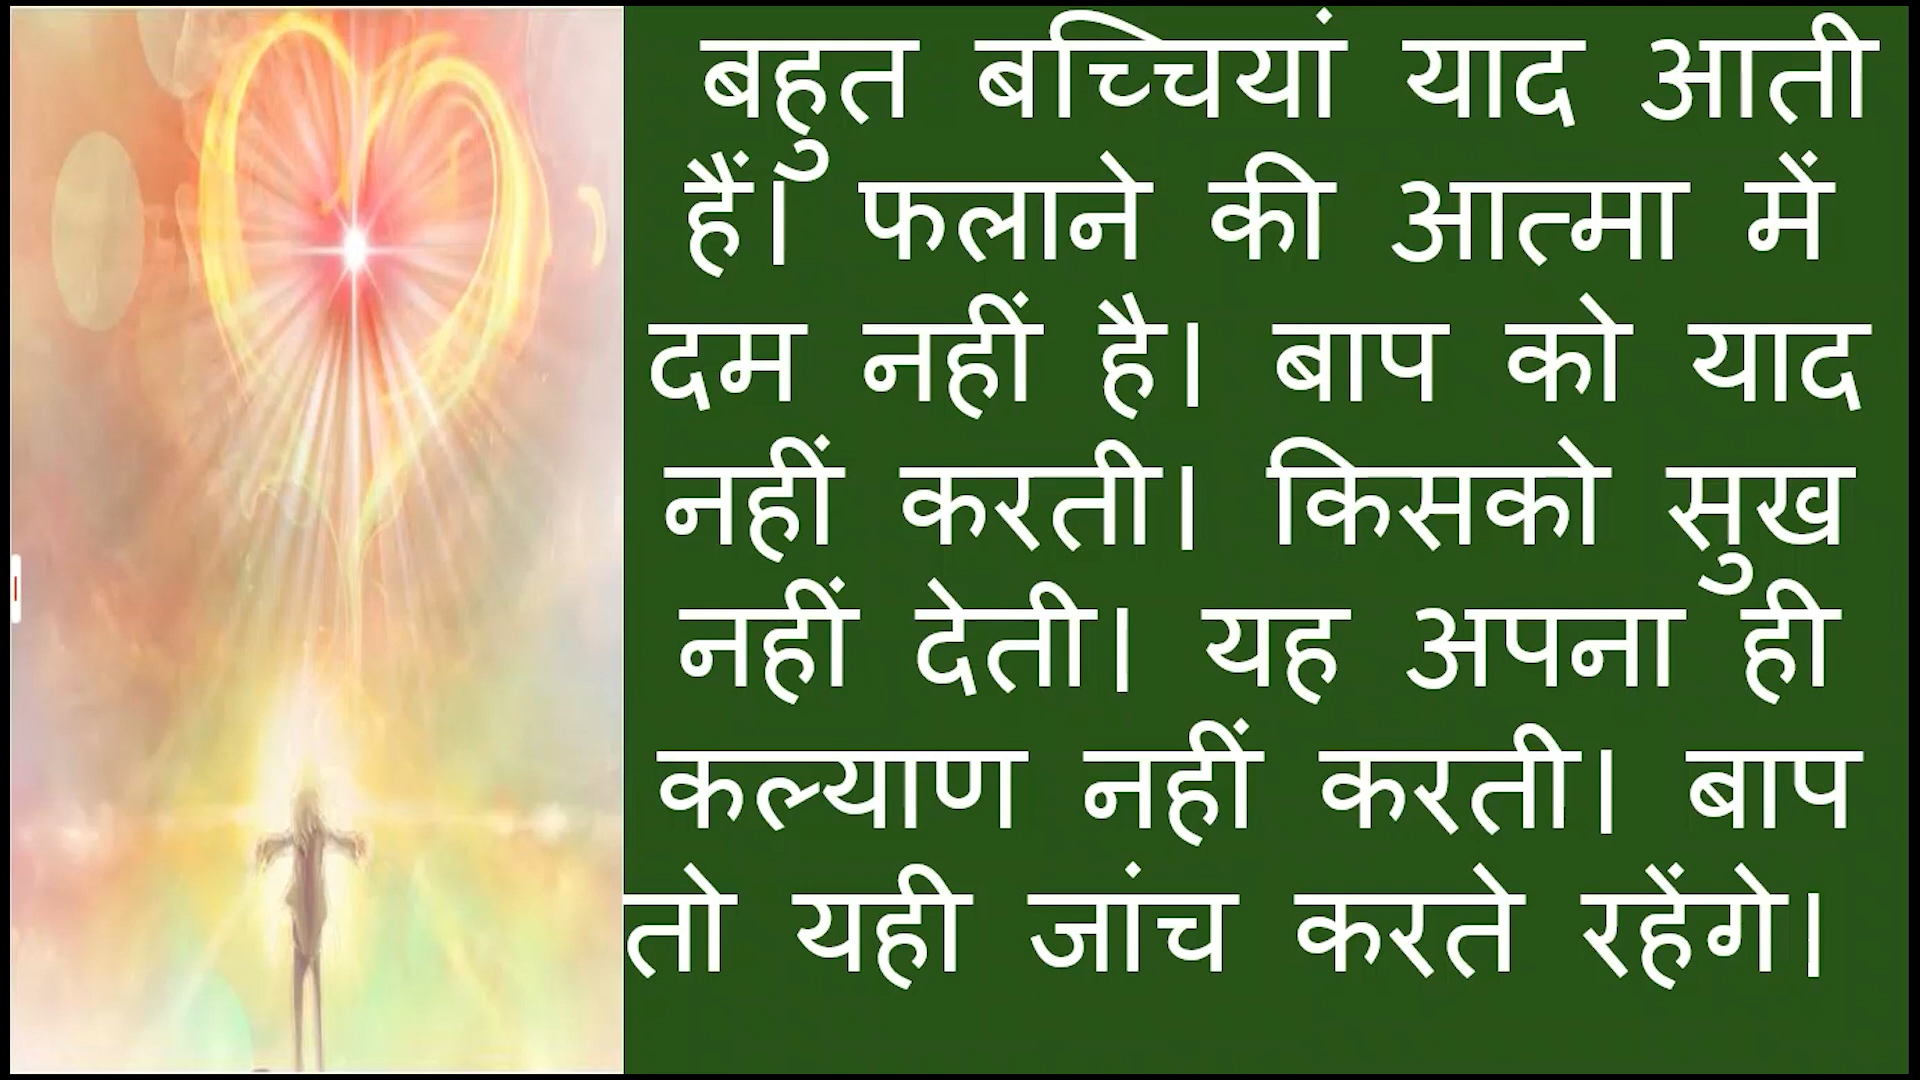 बहुत बच्चियां याद आती
हैं। फलाने की आत्मा में
दम नहीं है। बाप को याद
नहीं करती। किसको सुख
नहीं देती। यह अपना ही
कल्याण नहीं करती। बाप
तो यही जांच करते रहेंगे।